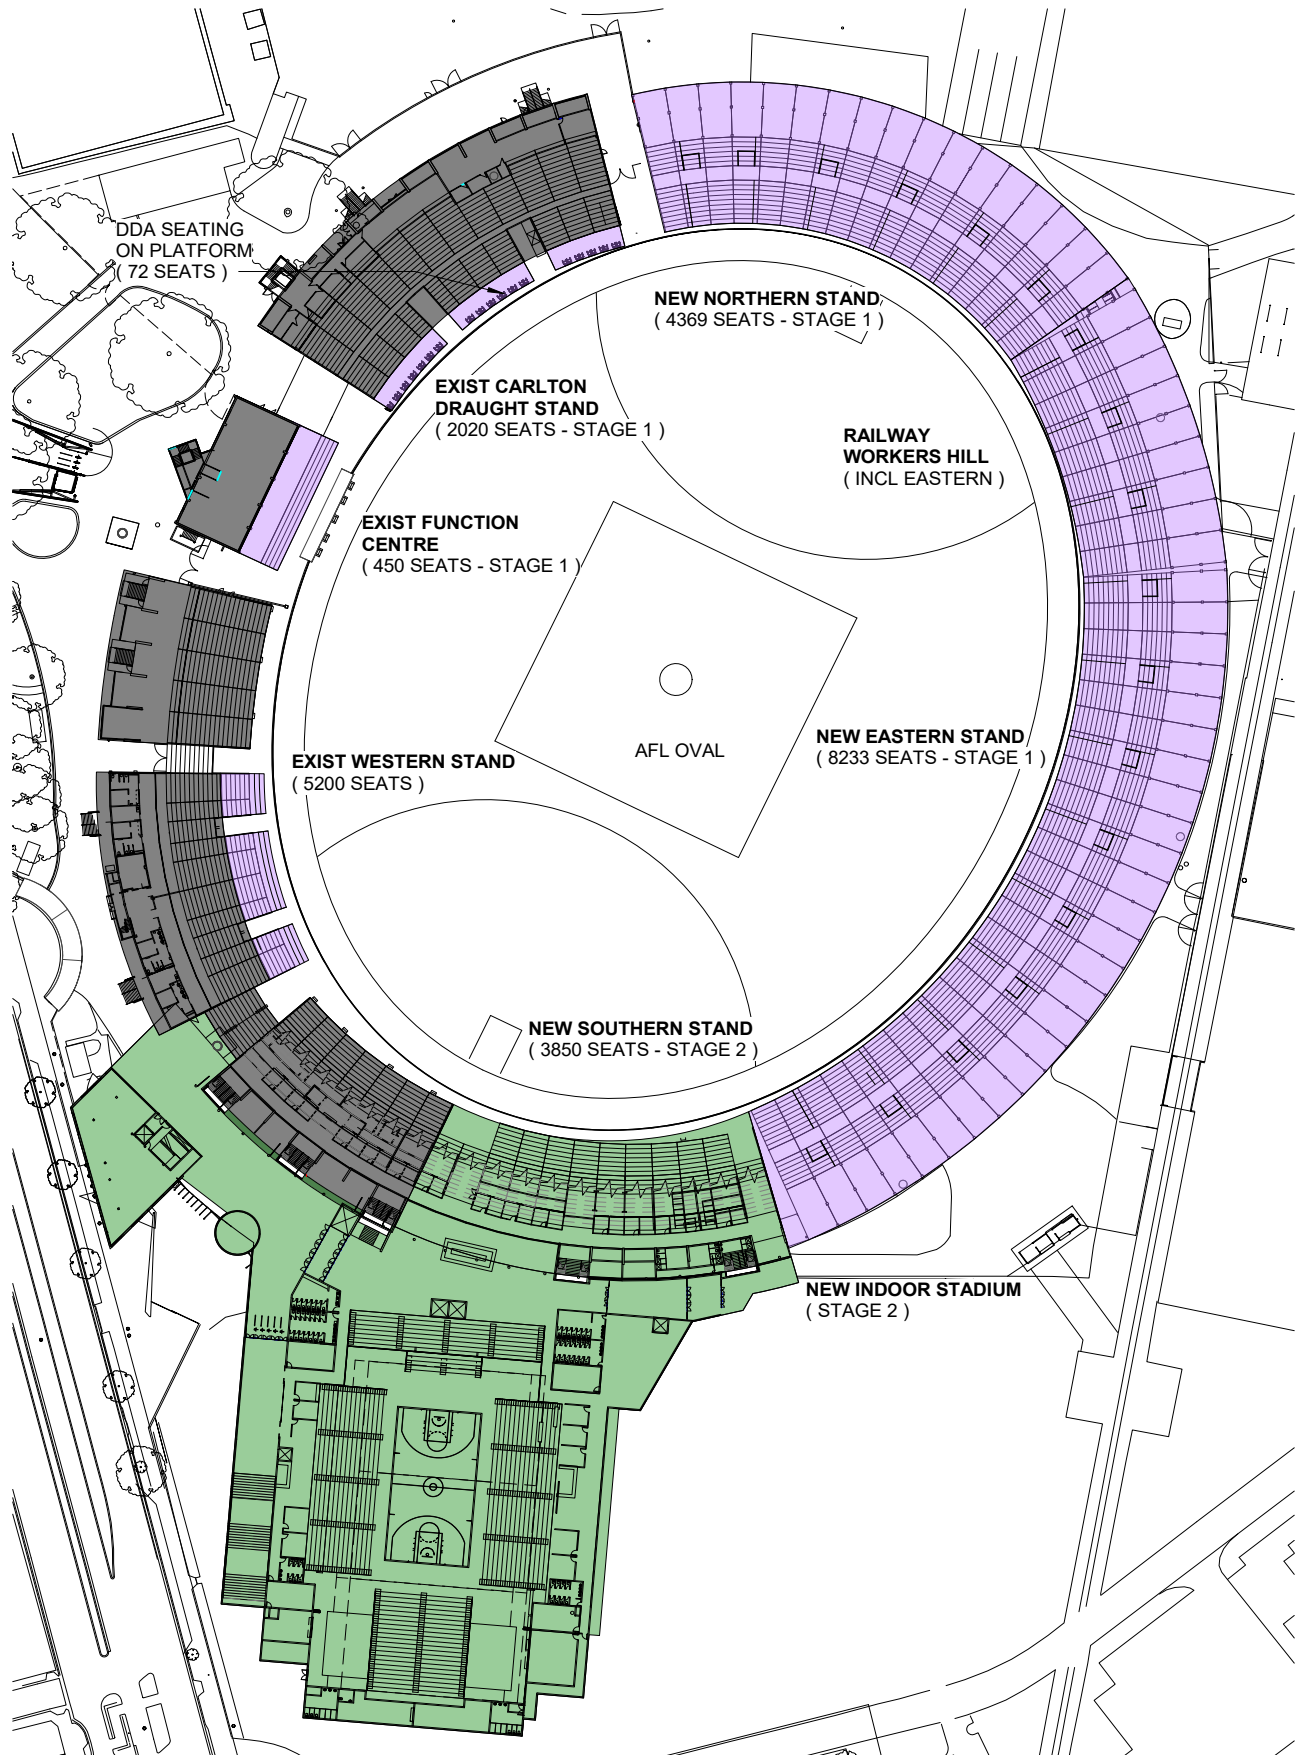 DDA SEATING
ON PLATFORM
( 72 SEATS )
NEW NORTHERN STAND
( 4369 SEATS - STAGE 1 )
EXIST CARLTON
DRAUGHT STAND
( 2020 SEATS - STAGE 1 )
RAILWAY
WORKERS HILL
( INCL EASTERN )
EXIST FUNCTION
CENTRE
( 450 SEATS - STAGE 1 )
EXIST WESTERN STAND
( 5200 SEATS )
AFL OVAL
NEW EASTERN STAND
( 8233 SEATS - STAGE 1 )
NEW SOUTHERN STAND
( 3850 SEATS - STAGE 2 )
NEW INDOOR STADIUM
( STAGE 2 )